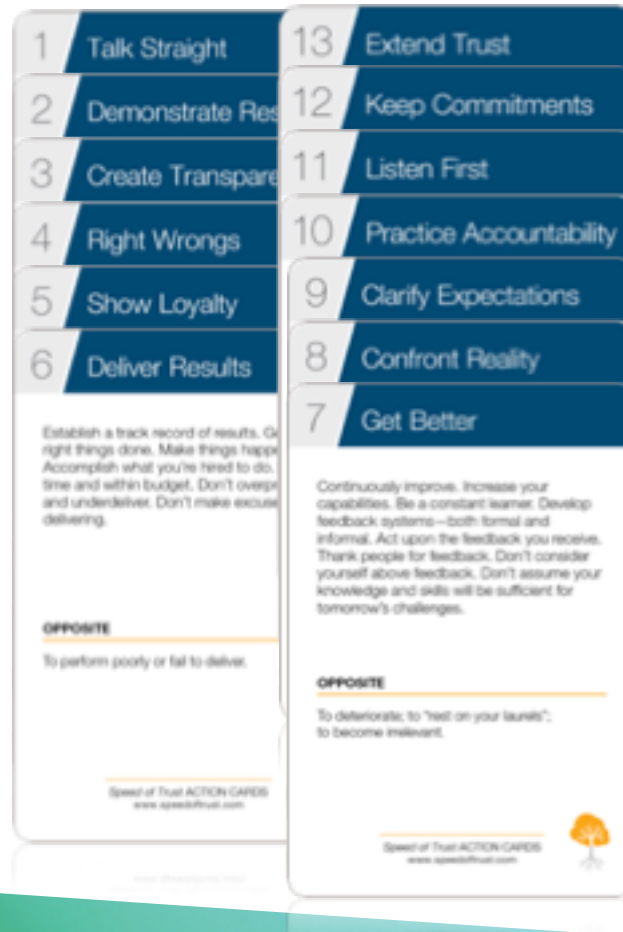 1 Talk Straight
2 Demonstrate Res
3 Create Transpare
4 Right Wrongs
5 Show Loyalty
6 Deliver Results
Establish a track record of results. G
right things done. Make things happe
Accomplish what you're hired to do.
time and within budget. Don't overpr
and underdeliver. Don't make excuse
delivering.
OPPOSITE
To perform poorly or fail to deliver.
Speed of Trust ACTION CARDS
www.speedoftrust.com
13 Extend Trust
12 Keep Commitments
11 Listen First
10 Practice Accountability
9 Clarify Expectations
8 Confront Reality
7 Get Better
Continuously improve. Increase your
capabilities. Be a constant learner. Develop
feedback systems—both formal and
informal. Act upon the feedback you receive.
Thank people for feedback. Don't consider
yourself above feedback. Don't assume your
knowledge and skills will be sufficient for
tomorrow's challenges.
OPPOSITE
To deteriorate; to "rest on your laurels";
to become irrelevant.
Speed of Trust ACTION CARDS
www.speedoftrust.com